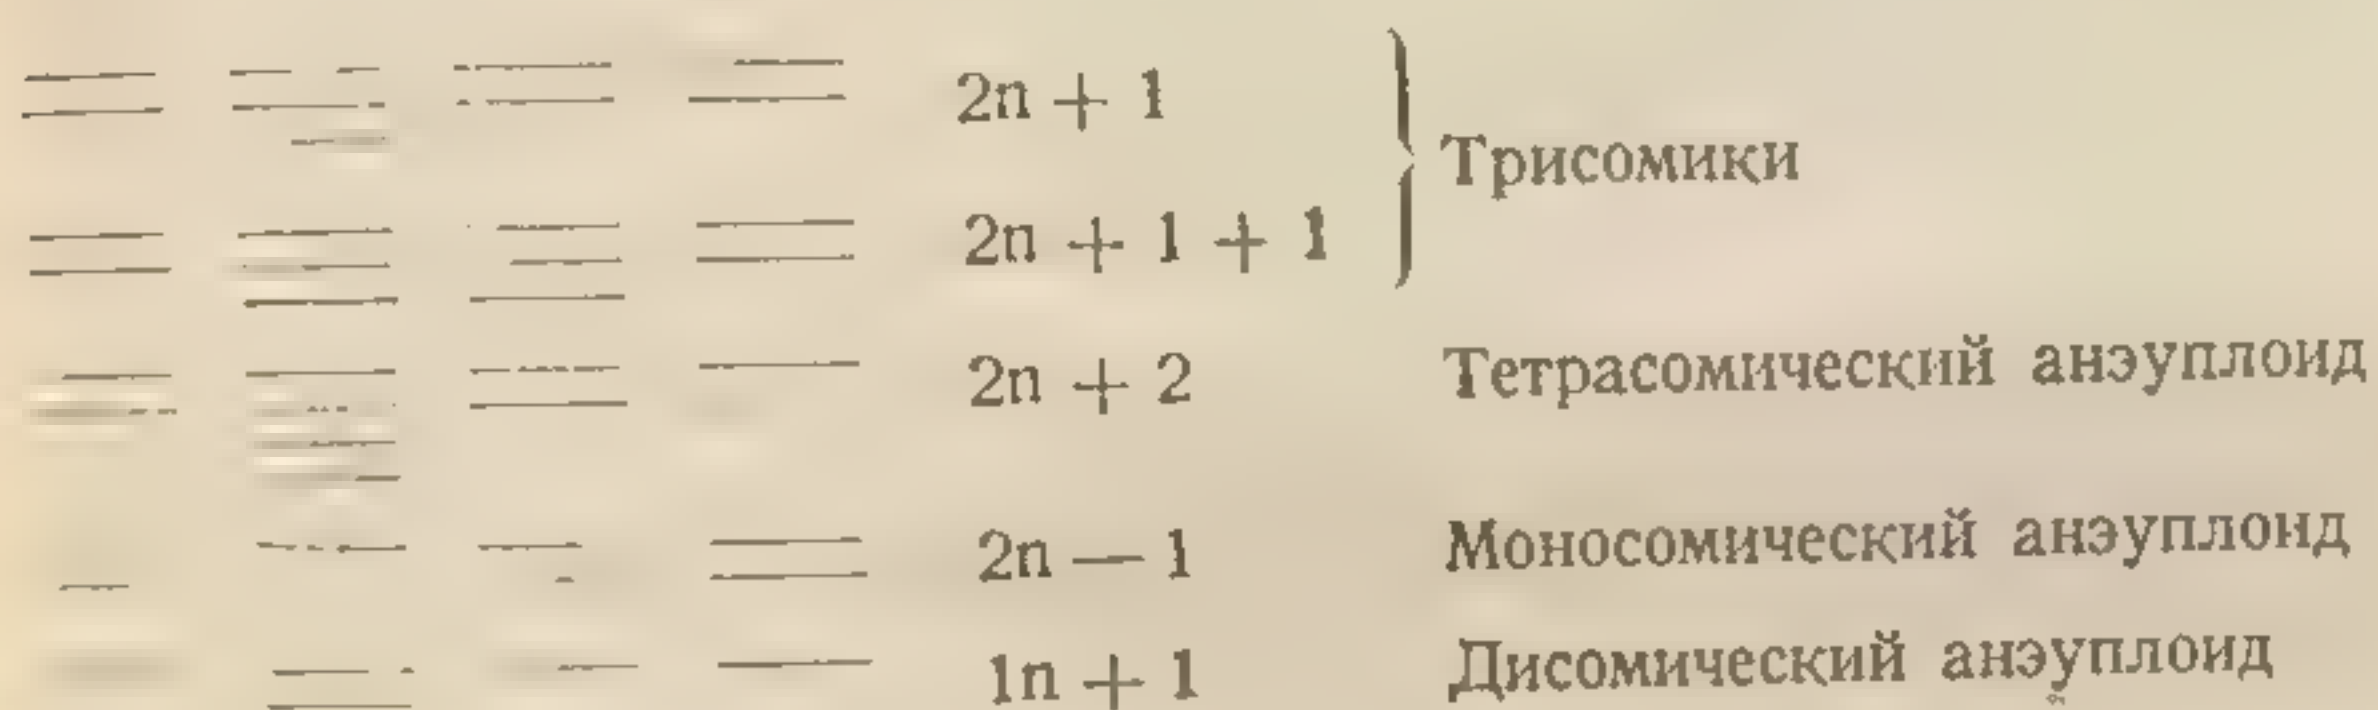 2n + 1
Трисомики
2n + 1 + 1
2n + 2 Тетрасомический анэуплоид
2n — 1 Моносомический анэуплоид
1n + 1 Дисомический анэуплоид